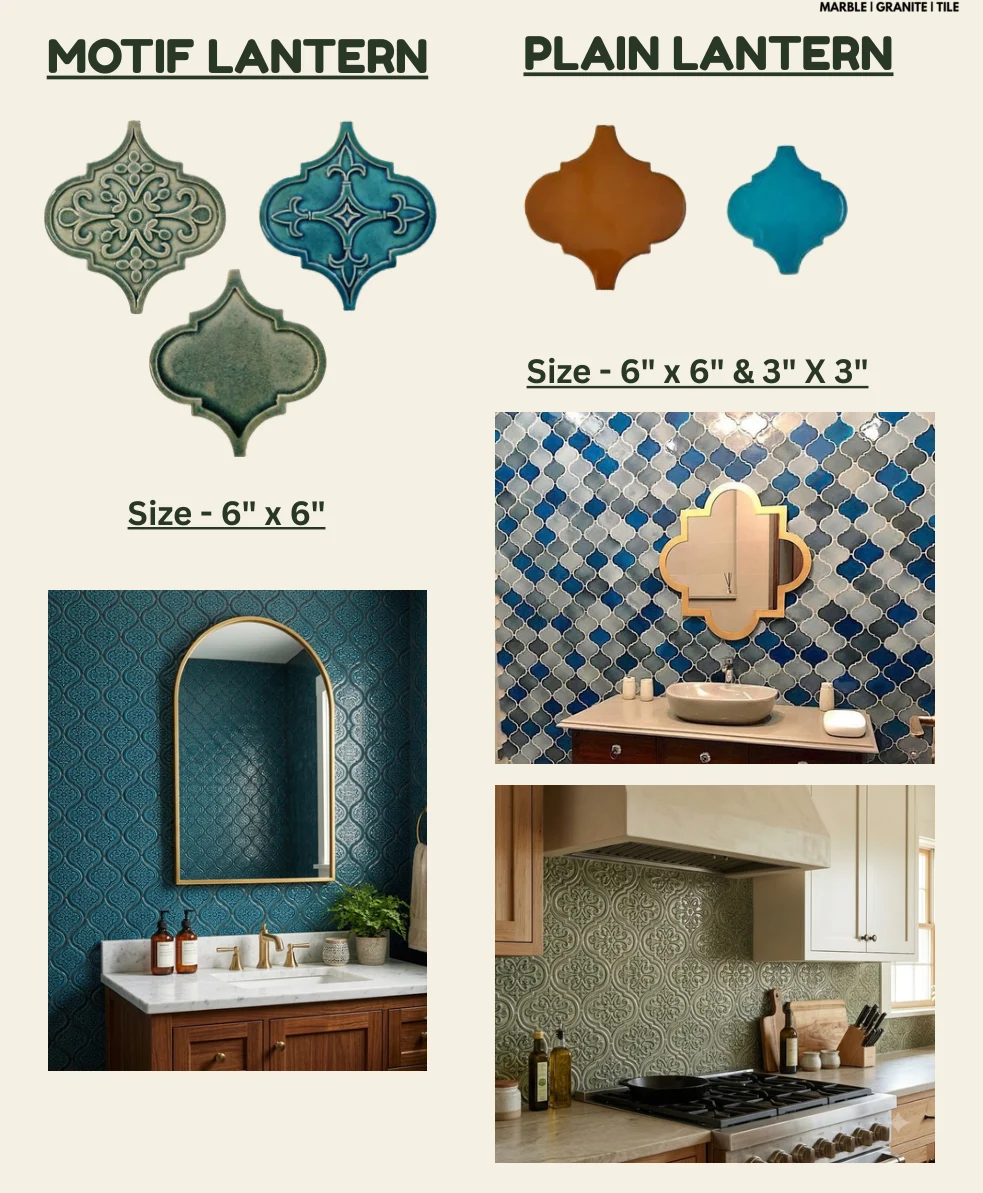 MARBLE | GRANITE | TILE
MOTIF LANTERN
PLAIN LANTERN
Size - 6" x 6" & 3" X 3"
Size - 6" x 6"